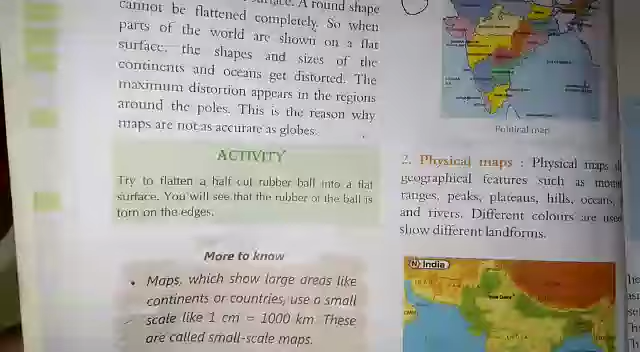 surface. A round shape
cannot be flattened completely. So when
parts of the world are shown on a flat
surface, the shapes and sizes of the
continents and oceans get distorted. The
maximum distortion appears in the regions
around the poles. This is the reason why
maps are not as accurate as globes.
ACTIVITY
Try to flatten a half cut rubber ball into a flat
surface. You will see that the rubber of the ball is
torn on the edges.
More to know
• Maps, which show large areas like
continents or countries, use a small
scale like 1 cm = 1000 km. These
are called small-scale maps.
Political map
2. Physical maps : Physical maps
geographical features such as
ranges, peaks, plateaus, hills, oceans,
and rivers. Different colours are
show different landforms.
(N) India
INDIA